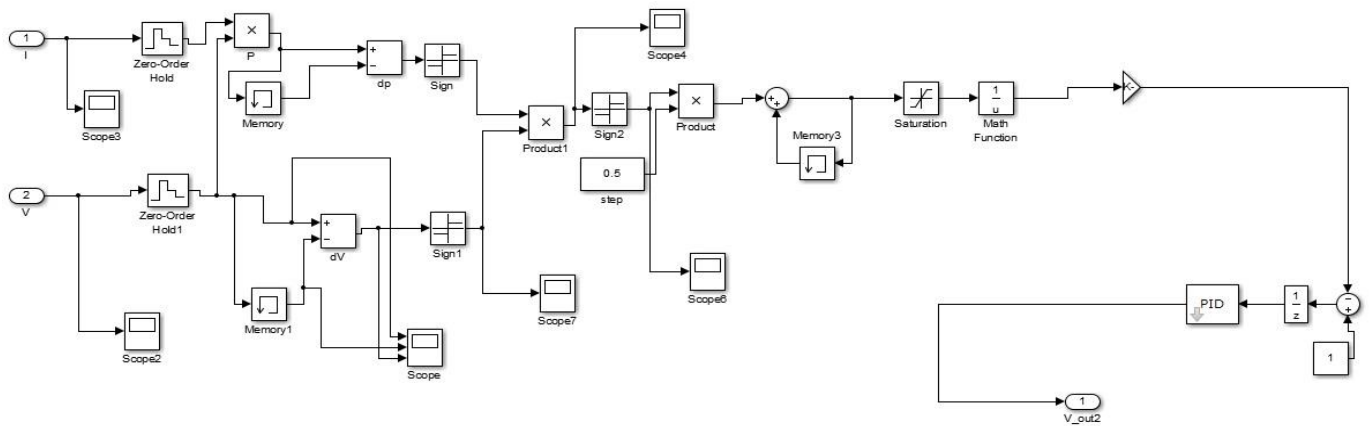 1
I
Zero-Order
Hold
×
P
Scope3
Memory
+
−
dp
Sign
Scope4
×
Product1
Sign2
×
Product
0.5
step
+
+
Memory3
Saturation
1
u
Math
Function
K-
2
V
Zero-Order
Hold1
+
−
dV
Sign1
Memory1
Scope2
Scope
Scope7
Scope6
−
+
1
z
PID
1
1
V_out2